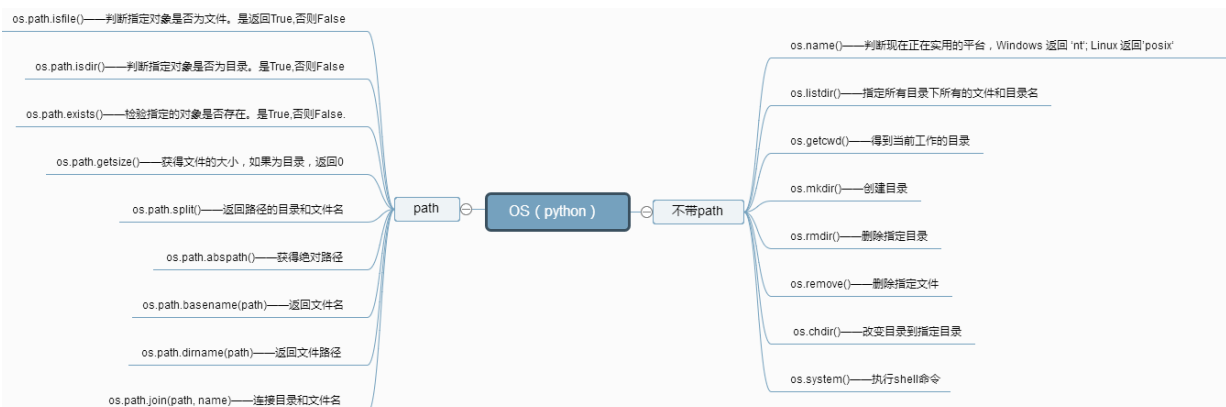 os.path.isfile()——判断指定对象是否为文件。是返回True,否则False
os.path.isdir()——判断指定对象是否为目录。是True,否则False
os.path.exists()——检验指定的对象是否存在。是True,否则False.
os.path.getsize()——获得文件的大小，如果为目录，返回0
os.path.split()——返回路径的目录和文件名
os.path.abspath()——获得绝对路径
os.path.basename(path)——返回文件名
os.path.dirname(path)——返回文件路径
os.path.join(path, name)——连接目录和文件名
path
OS（python）
不带path
os.name()——判断现在正在实用的平台，Windows 返回 'nt'; Linux 返回'posix'
os.listdir()——指定所有目录下所有的文件和目录名
os.getcwd()——得到当前工作的目录
os.mkdir()——创建目录
os.rmdir()——删除指定目录
os.remove()——删除指定文件
os.chdir()——改变目录到指定目录
os.system()——执行shell命令